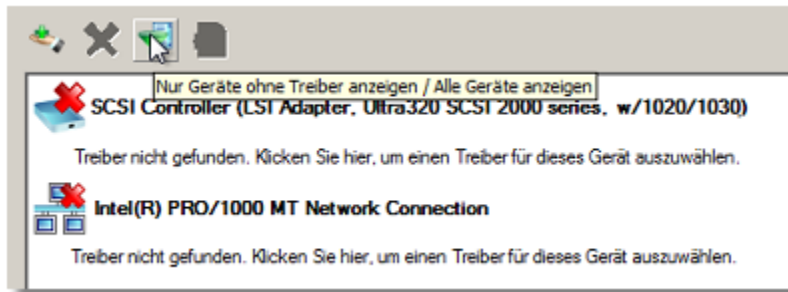 Nur Geräte ohne Treiber anzeigen / Alle Geräte anzeigen
SCSI Controller (LSI Adapter, Ultra320 SCSI 2000 series, w/1020/1030)
Treiber nicht gefunden. Klicken Sie hier, um einen Treiber für dieses Gerät auszuwählen.
Intel(R) PRO/1000 MT Network Connection
Treiber nicht gefunden. Klicken Sie hier, um einen Treiber für dieses Gerät auszuwählen.